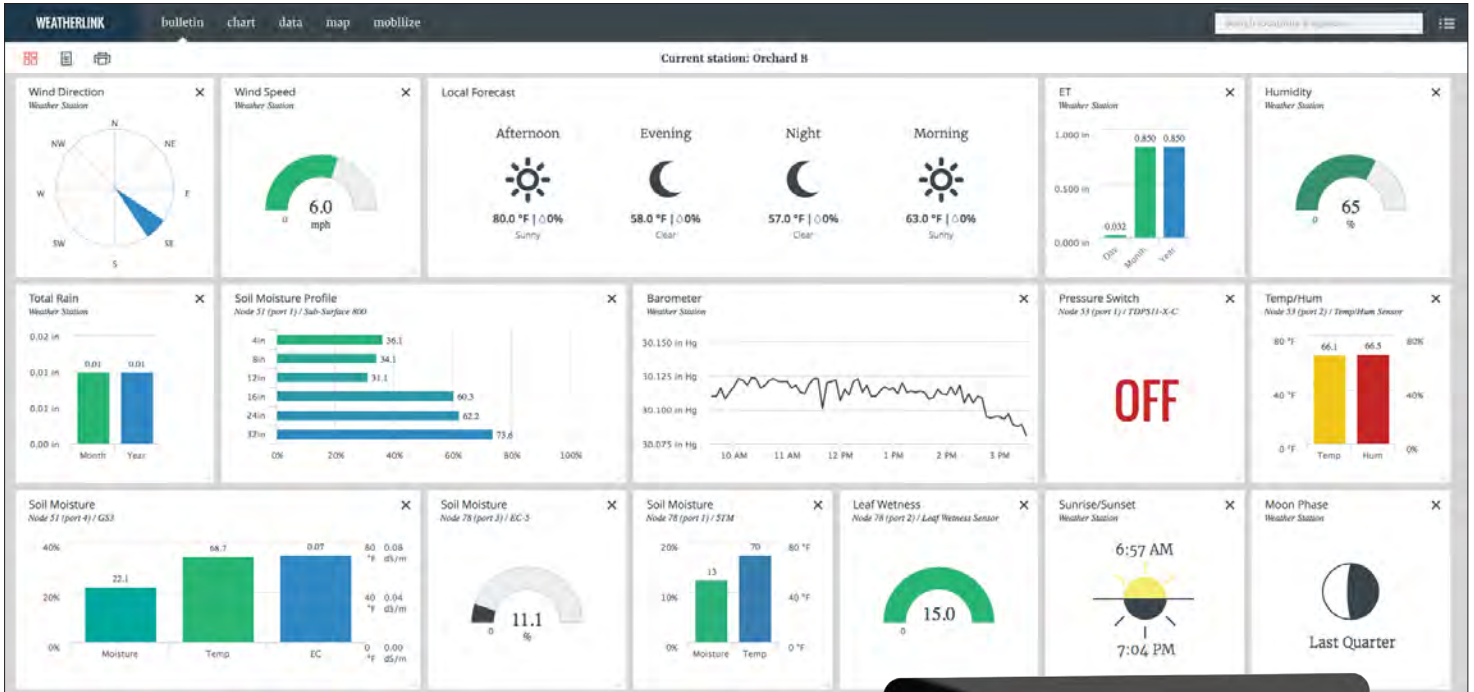 WEATHERLINK bulletin chart data map mobilize
Current station: Orchard B
Wind Direction
Weather Station
N
NW NE
W E
SW SE
S
Wind Speed
Weather Station
6.0
0
mph
Local Forecast
Afternoon Evening Night Morning
80.0 °F | 0% 58.0 °F | 0% 57.0 °F | 0% 63.0 °F | 0%
Sunny Clear Clear Sunny
ET
Weather Station
1.000 in 0.850 0.850
0.500 in
0.032
0.000 in
Day Month Year
Humidity
Weather Station
65
0
%
Total Rain
Weather Station
0.02 in
0.01 in 0.01 0.01
0.01 in
0.00 in
Month Year
Soil Moisture Profile
Node 51 (port 1) / Sub-Surface 800
4in 36.1
8in 34.1
12in 31.1
16in 60.3
24in 62.2
32in 73.6
0% 20% 40% 60% 80% 100%
Barometer
Weather Station
30.150 in Hg
30.125 in Hg
30.100 in Hg
30.075 in Hg
10 AM 11 AM 12 PM 1 PM 2 PM 3 PM
Pressure Switch
Node 53 (port 1) / TDPS11-X-C
OFF
Temp/Hum
Node 53 (port 2) / Temp/Hum Sensor
80 °F 66.1 66.5 80%
40 °F 40%
0 °F 0%
Temp Hum
Soil Moisture
Node 51 (port 4) / GS3
40% 22.1 68.7 0.07 80 °F 0.08 dS/m
20% 40 °F 0.04 dS/m
0% 0 °F 0.00 dS/m
Moisture Temp EC
Soil Moisture
Node 78 (port 3) / EC-5
11.1
0
%
Soil Moisture
Node 78 (port 1) / 5TM
20% 13 70 80 °F
10% 40 °F
0% 0 °F
Moisture Temp
Leaf Wetness
Node 78 (port 2) / Leaf Wetness Sensor
15.0
0
Sunrise/Sunset
Weather Station
6:57 AM
7:04 PM
Moon Phase
Weather Station
Last Quarter